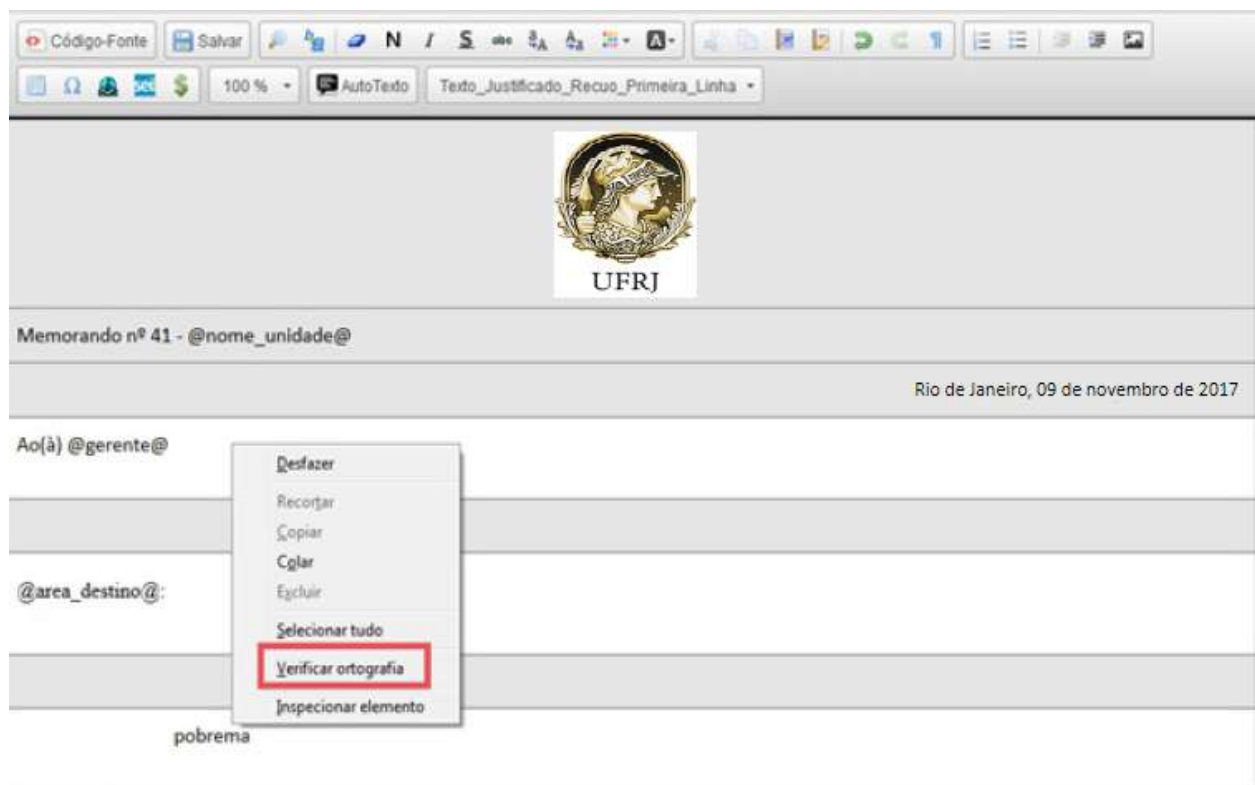 Código-Fonte Salvar N I S abc
100 % AutoTexto Texto_Justificado_Recuo_Primeira_Linha
UFRJ
Memorando nº 41 - @nome_unidade@
Rio de Janeiro, 09 de novembro de 2017
Ao(à) @gerente@
Desfazer
Recortar
Copiar
Colar
Excluir
@area_destino@:
Selecionar tudo
Verificar ortografia
Inspecionar elemento
pobrema